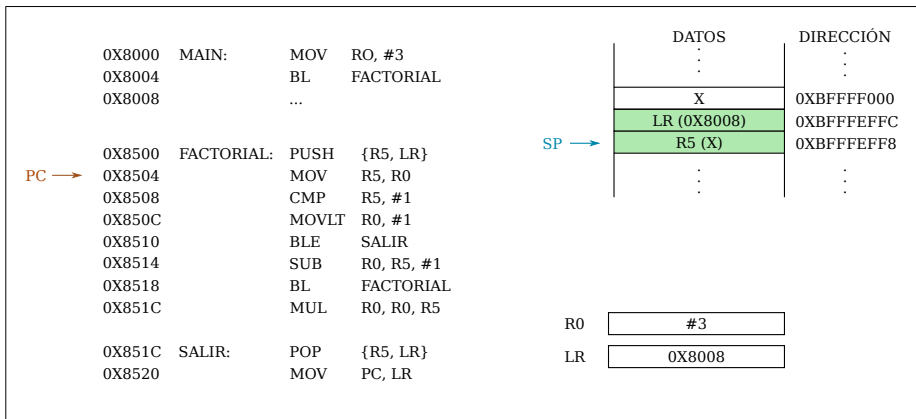 0X8000 MAIN: MOV RO, #3
0X8004 BL FACTORIAL
0X8008 ...
0X8500 FACTORIAL: PUSH {R5, LR}
PC 0X8504 MOV R5, R0
0X8508 CMP R5, #1
0X850C MOVLT R0, #1
0X8510 BLE SALIR
0X8514 SUB R0, R5, #1
0X8518 BL FACTORIAL
0X851C MUL R0, R0, R5
0X851C SALIR: POP {R5, LR}
0X8520 MOV PC, LR
DATOS DIRECCIÓN
X 0XBFFFF000
LR (0X8008) 0XBFFFEFFC
SP R5 (X) 0XBFFFEFF8
R0 #3
LR 0X8008